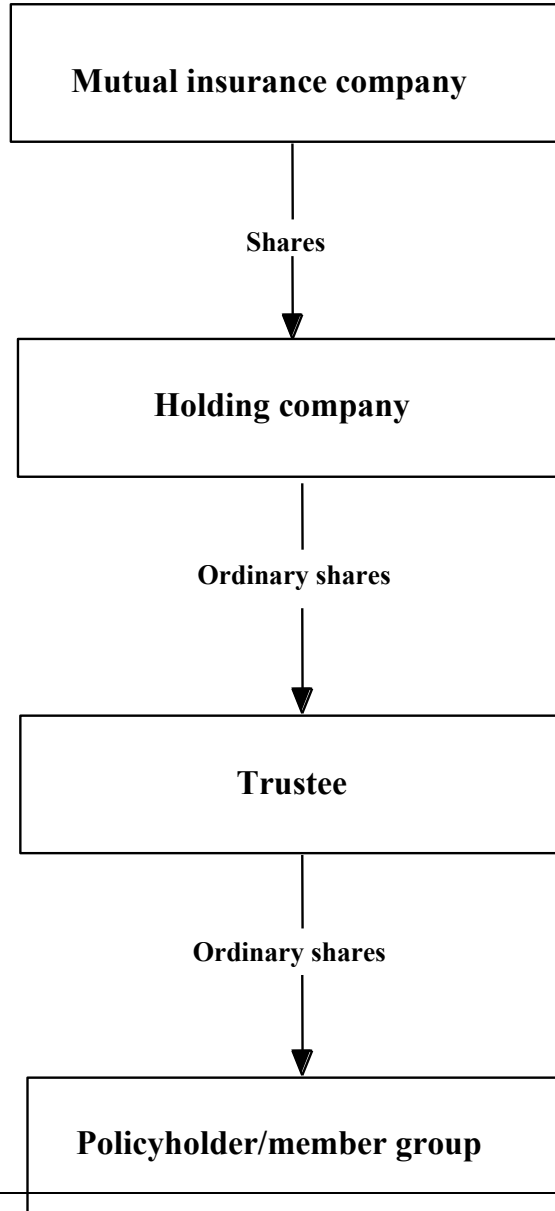 Mutual insurance company
Shares
Holding company
Ordinary shares
Trustee
Ordinary shares
Policyholder/member group